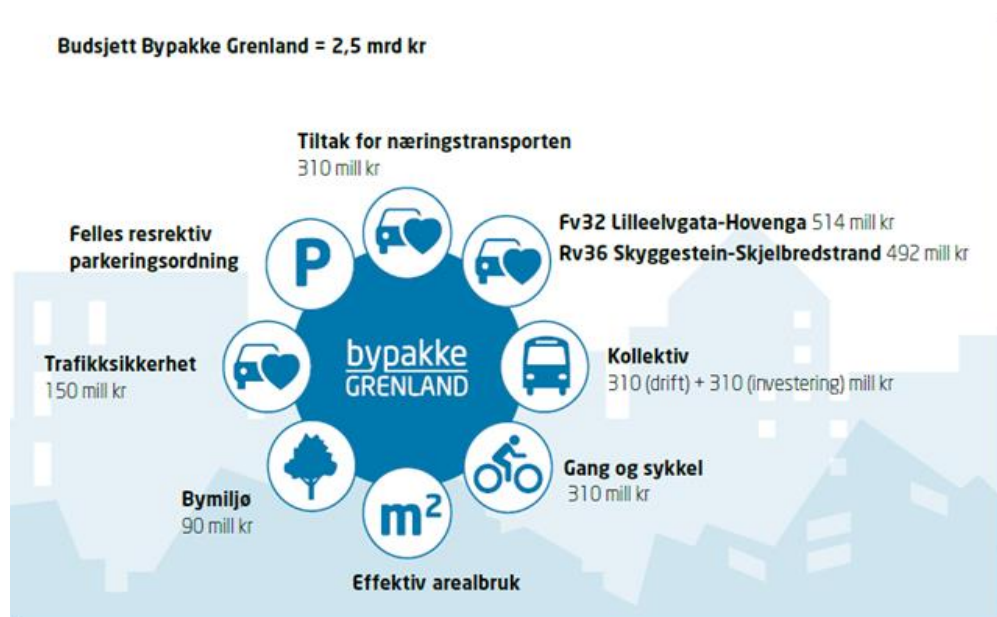 Budsjett Bypakke Grenland = 2,5 mrd kr
Tiltak for næringstransporten
310 mill kr
Fv32 Lilleelvgata-Hovenga 514 mill kr
Rv36 Skyggestein-Skjelbredstrand 492 mill kr
Felles resrektiv
parkeringsordning
P
Trafikksikkerhet
150 mill kr
bypakke
GRENLAND
Kollektiv
310 (drift) + 310 (investering) mill kr
Gang og sykkel
310 mill kr
Bymiljø
90 mill kr
m²
Effektiv arealbruk